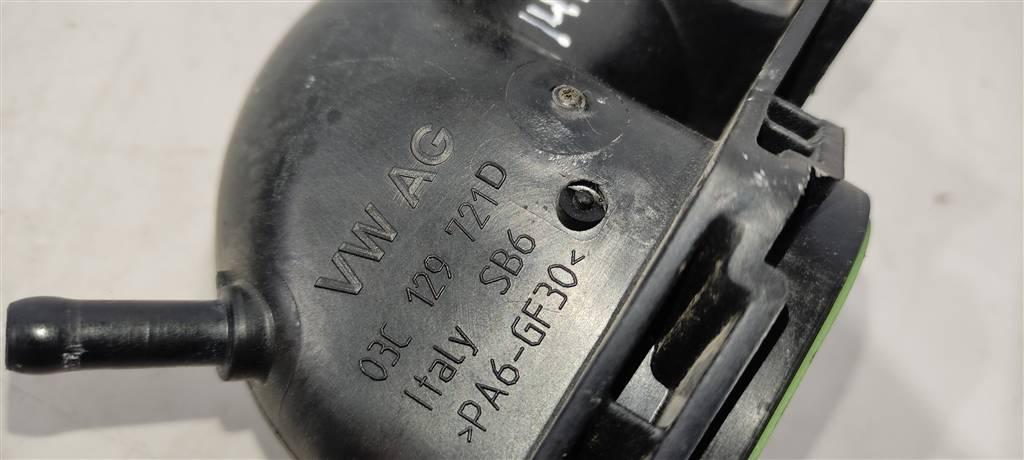 VW AG
03C 129 721D
Italy SB6
>PA6-GF30<